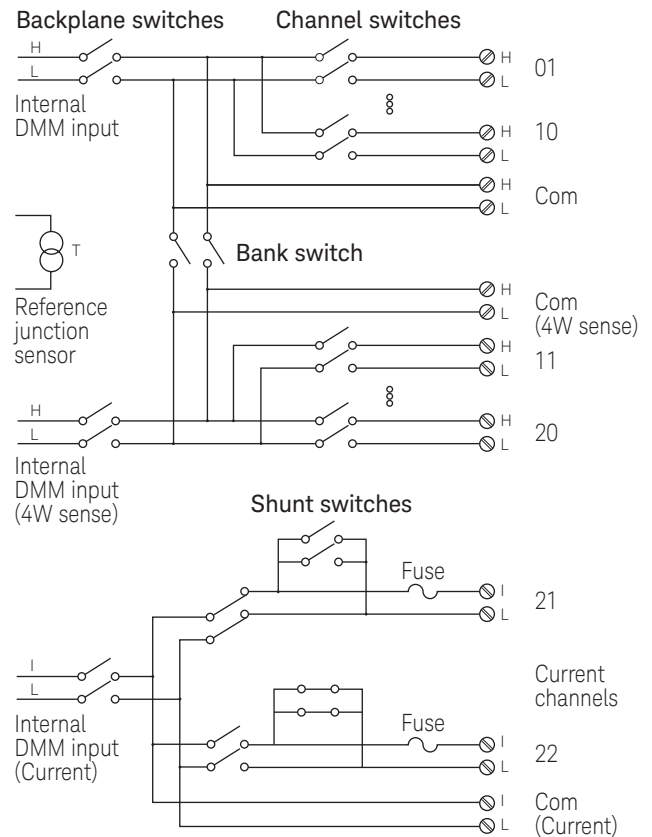 Backplane switches
Channel switches
H
L
Internal
DMM input
H
L
01
H
L
10
H
L
Com
T
Reference
junction
sensor
Bank switch
H
L
Com
(4W sense)
H
L
11
H
L
Internal
DMM input
(4W sense)
H
L
20
Shunt switches
Fuse
I
L
21
I
L
Internal
DMM input
(Current)
Current
channels
Fuse
I
L
22
I
L
Com
(Current)